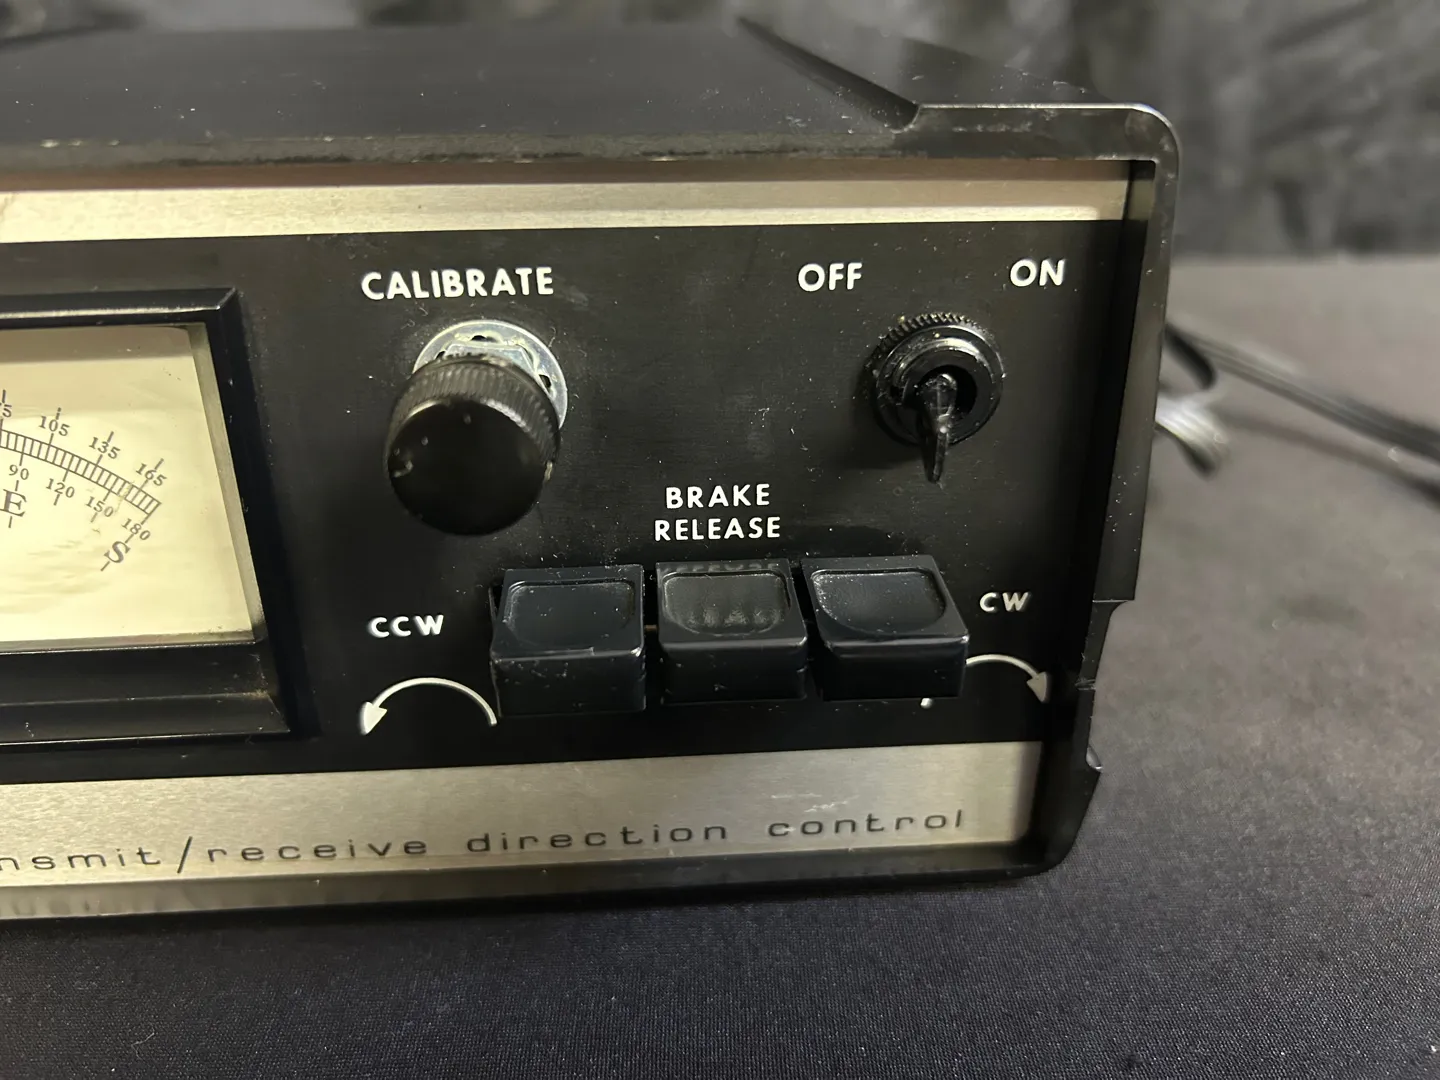 CALIBRATE
OFF ON
105 135 165
90 120 150 180
E
S
BRAKE
RELEASE
CCW
CW
nsmit/receive direction control